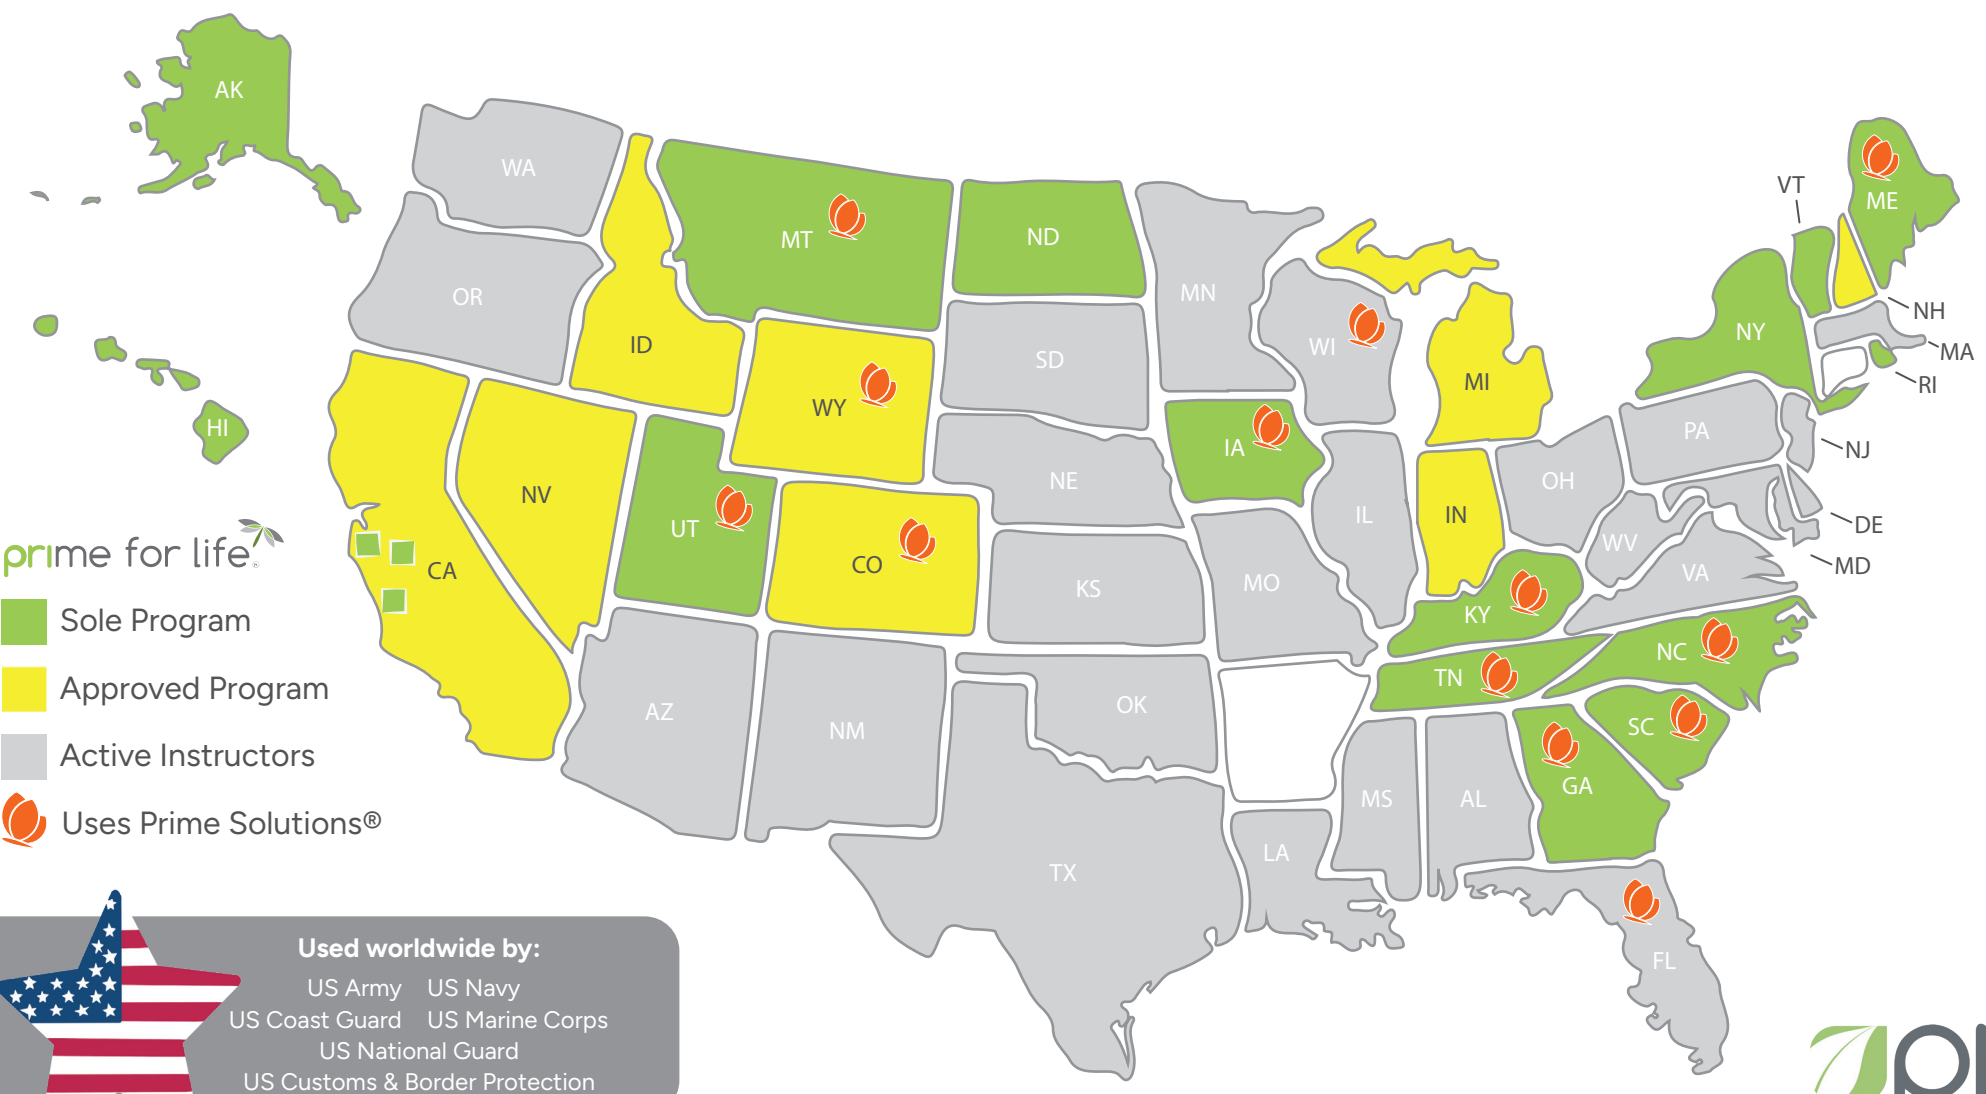 AK
WA
OR
HI
MT
ND
MN
ID
WY
SD
WI
MI
VT
ME
NY
NH
MA
RI
NV
UT
CO
NE
IA
IL
IN
OH
PA
NJ
DE
MD
WV
VA
CA
KS
MO
KY
NC
TN
SC
AZ
NM
OK
TX
LA
MS
AL
GA
FL
prime for life®
Sole Program
Approved Program
Active Instructors
Uses Prime Solutions®
Used worldwide by:
US Army US Navy
US Coast Guard US Marine Corps
US National Guard
US Customs & Border Protection